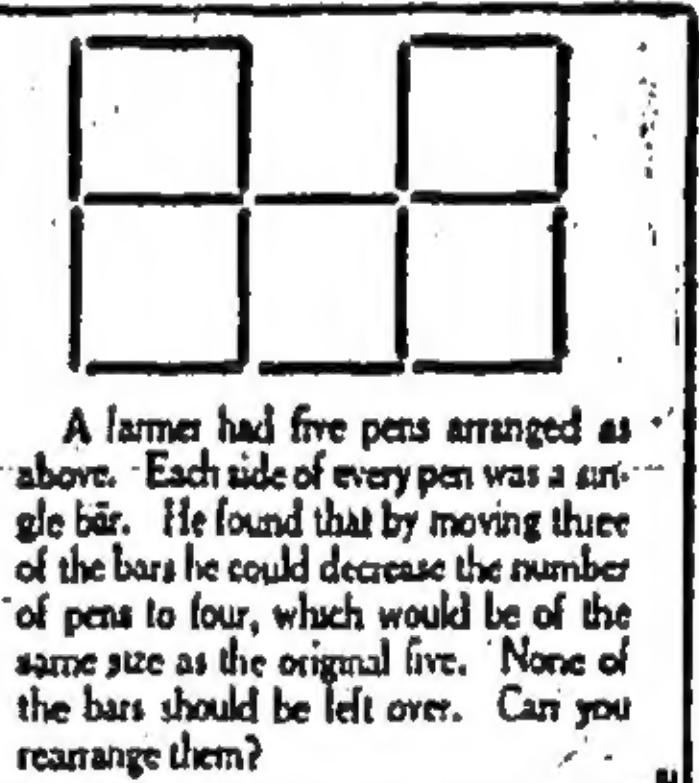 A farmer had five pens arranged as
above. Each side of every pen was a sin-
gle bar. He found that by moving three
of the bars he could decrease the number
of pens to four, which would be of the
same size as the original five. None of
the bars should be left over. Can you
rearrange them?